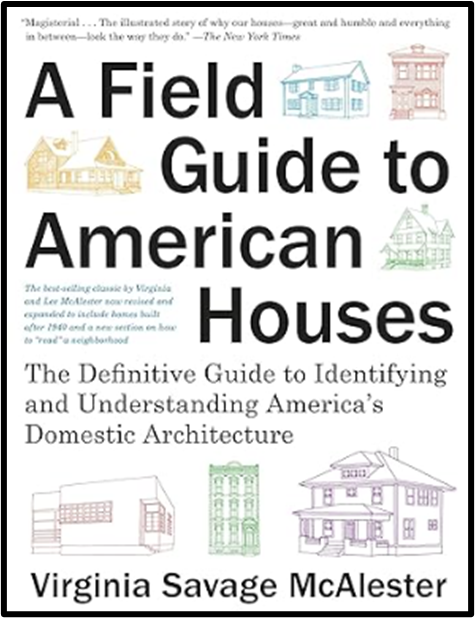 "Magisterial . . . The illustrated story of why our houses—great and humble and everything
in between—look the way they do." —The New York Times
A Field
Guide to
American
Houses
The best-selling classic by Virginia
and Lee McAlester now revised and
expanded to include homes built
after 1940 and a new section on how
to "read" a neighborhood
The Definitive Guide to Identifying
and Understanding America's
Domestic Architecture
Virginia Savage McAlester